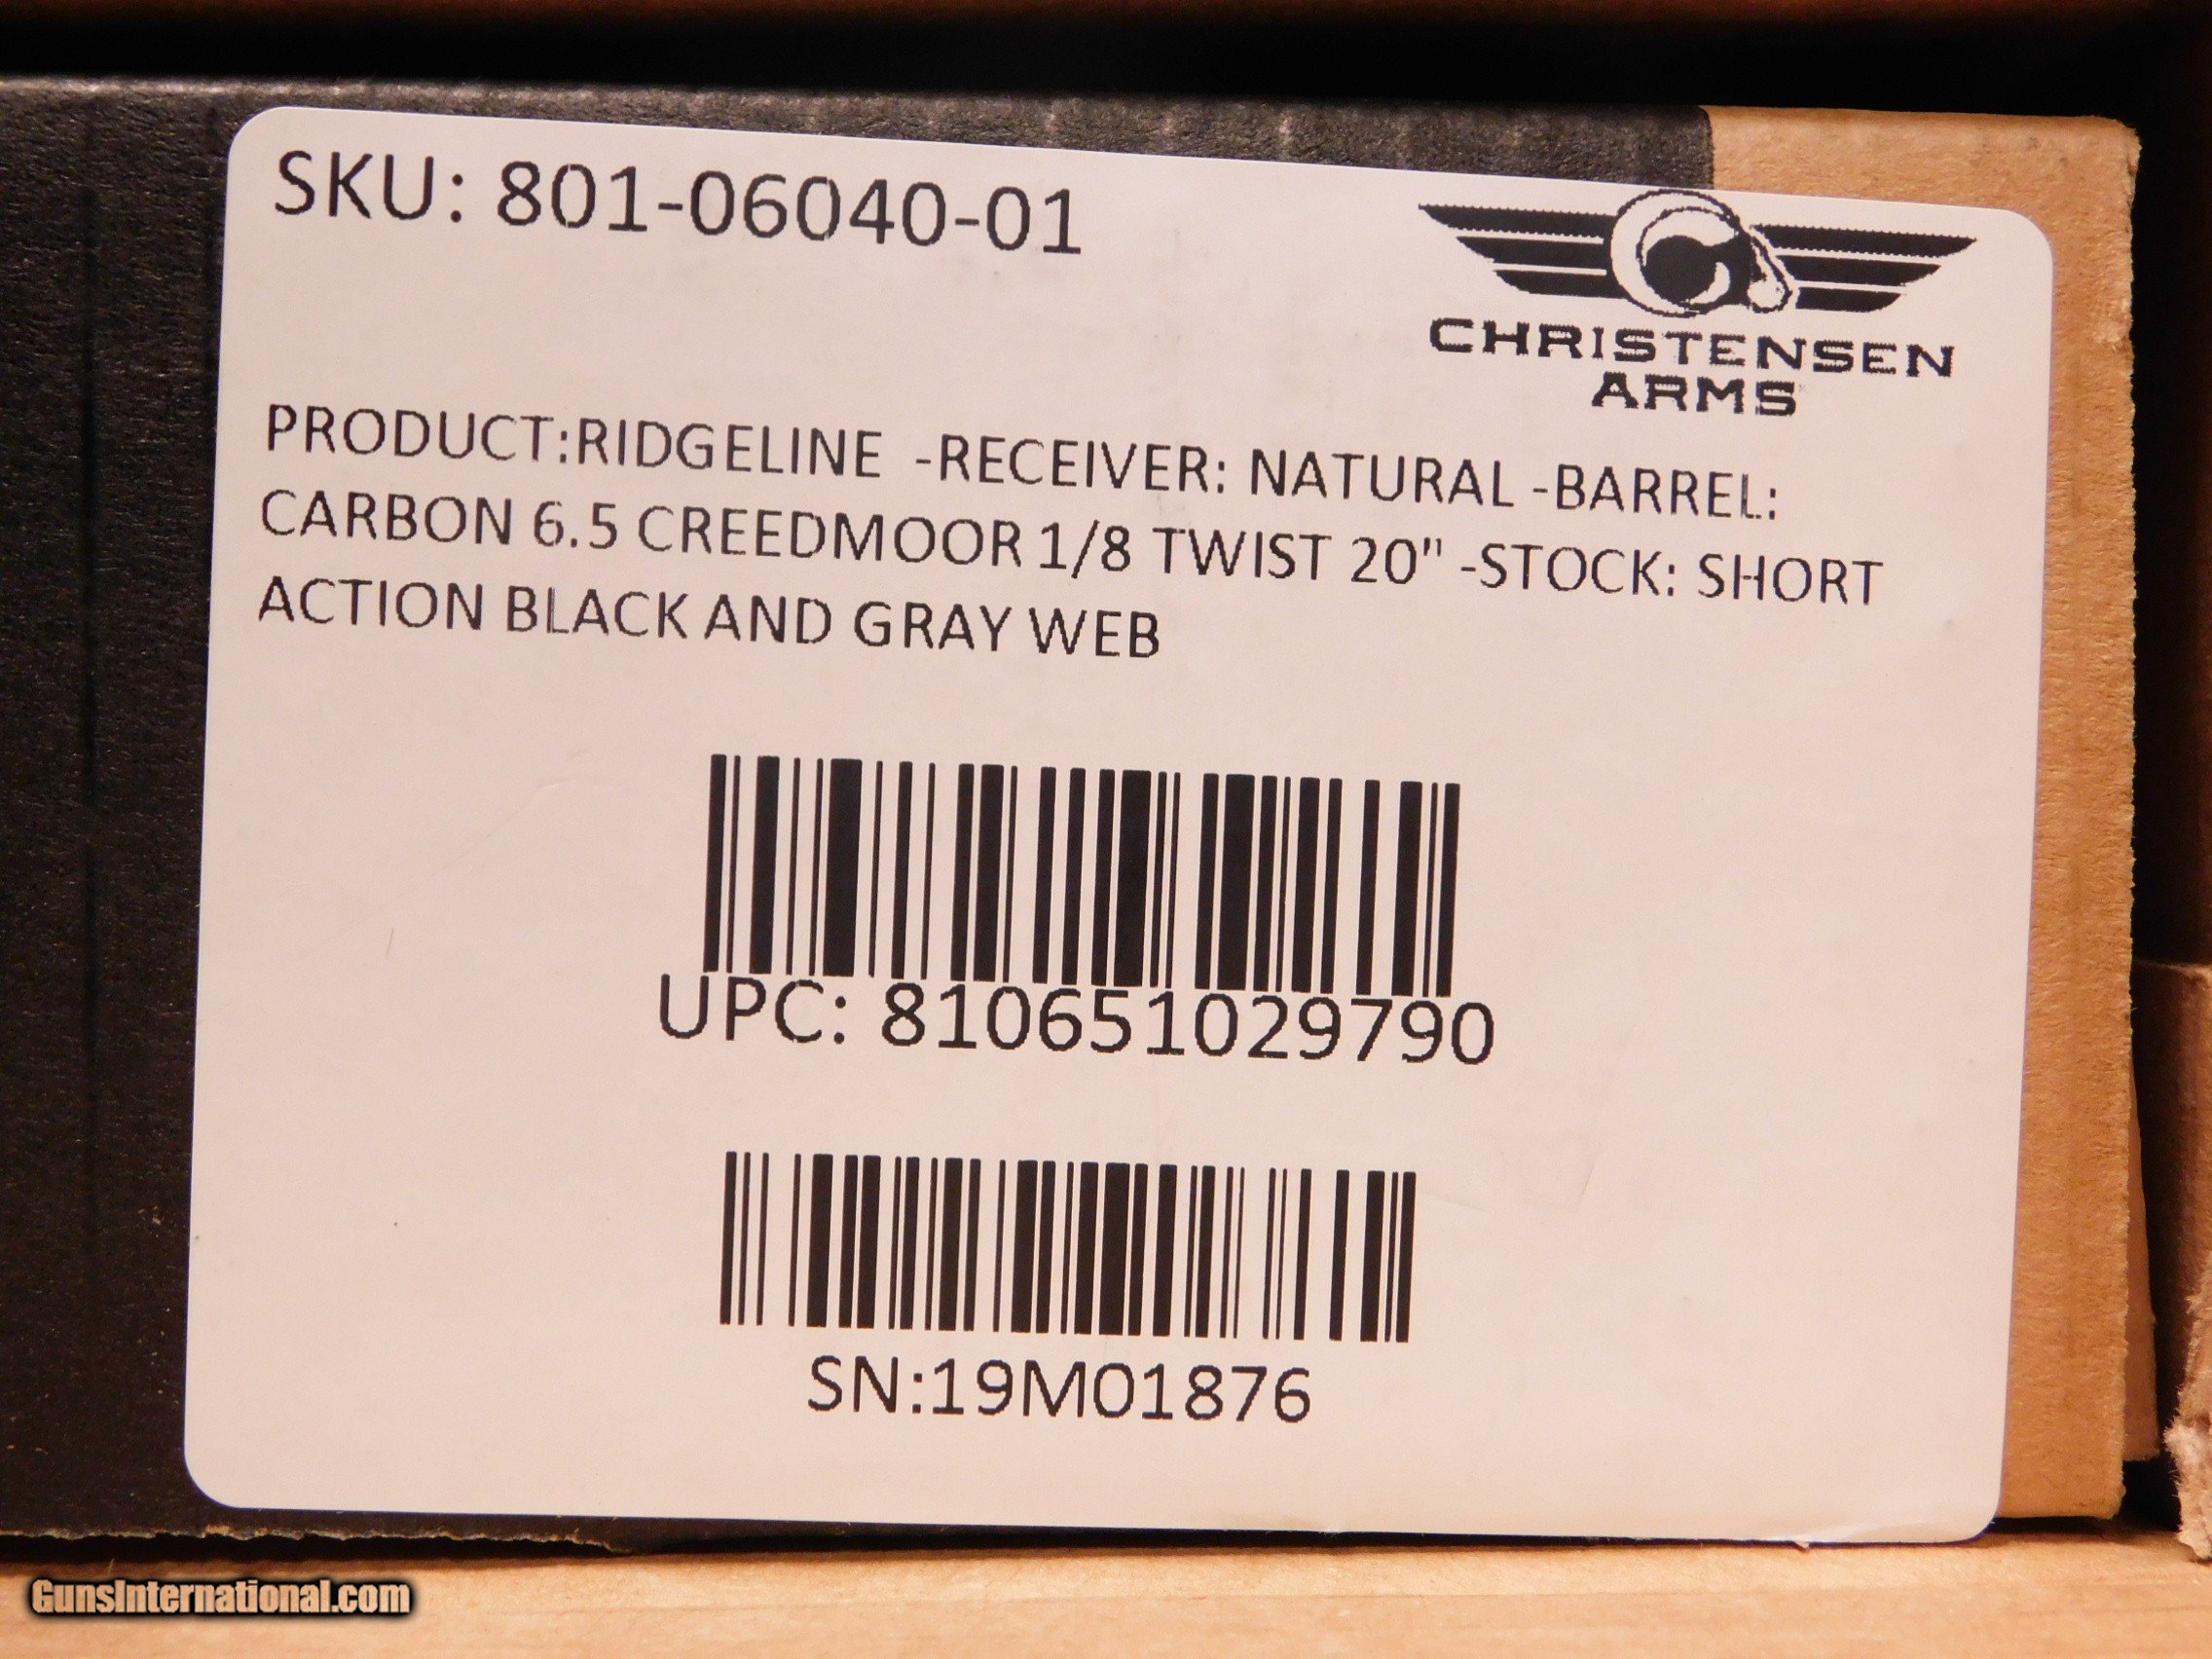 SKU: 801-06040-01
CHRISTENSEN
ARMS
PRODUCT:RIDGELINE -RECEIVER: NATURAL -BARREL:
CARBON 6.5 CREEDMOOR 1/8 TWIST 20" -STOCK: SHORT
ACTION BLACK AND GRAY WEB
UPC: 810651029790
SN:19M01876
GunsInternational.com